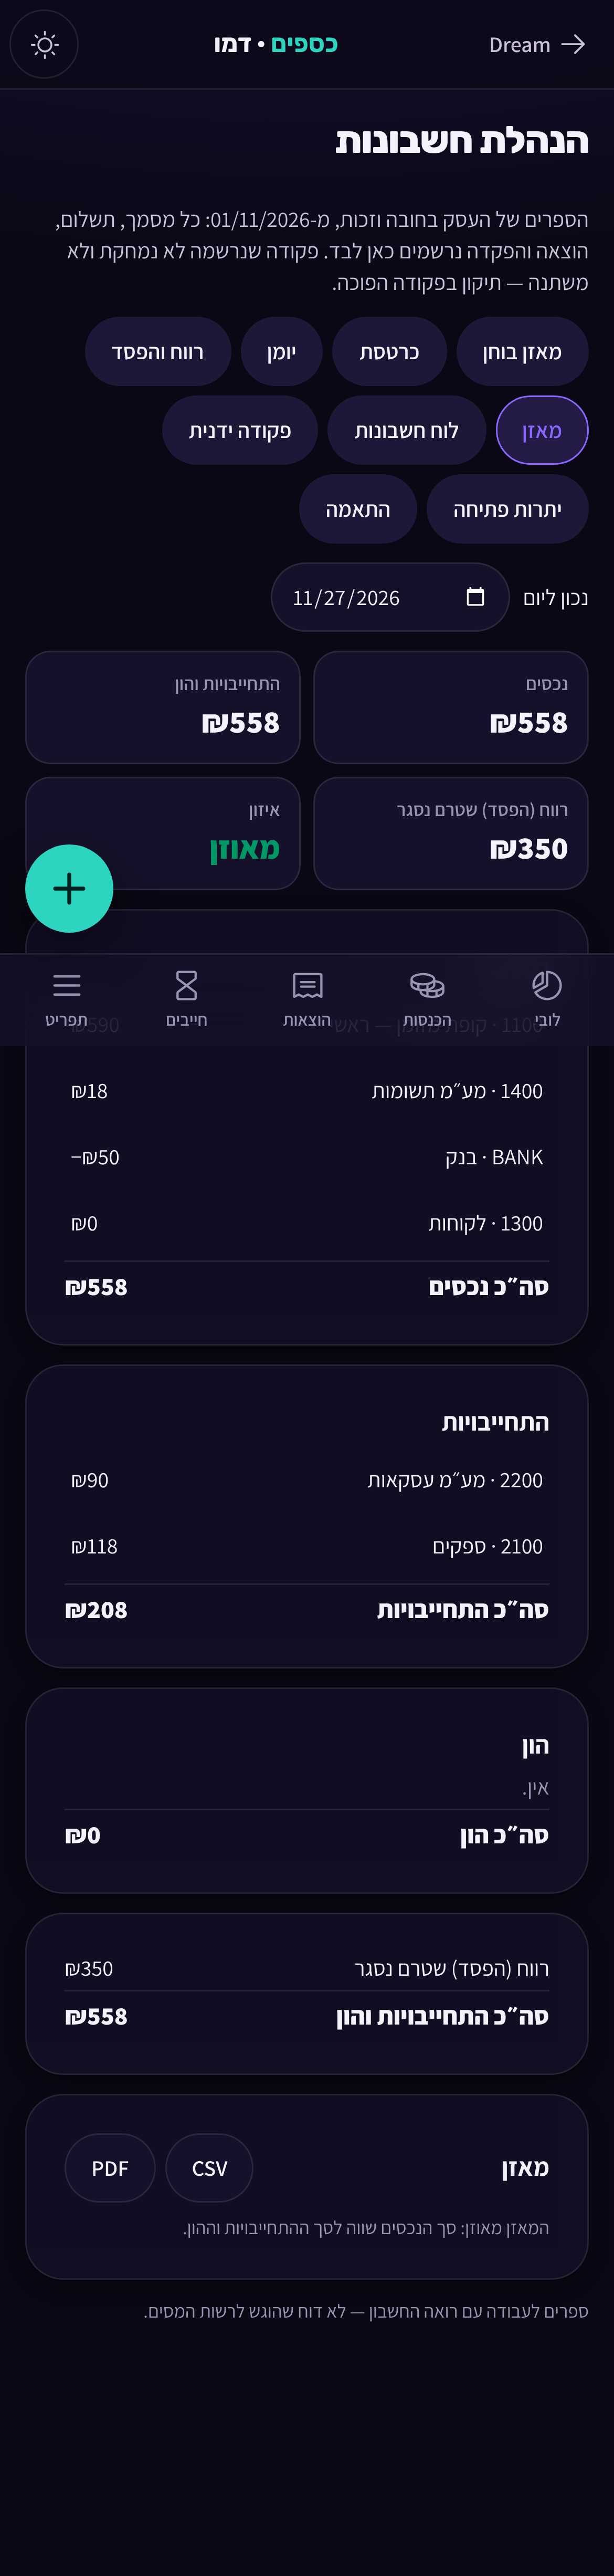 Dream
כספים • דמו
הנהלת חשבונות
הספרים של העסק בחובה וזכות, מ-01/11/2026: כל מסמך, תשלום,
הוצאה והפקדה נרשמים כאן לבד. פקודה שנרשמה לא נמחקת ולא
משתנה — תיקון בפקודה הפוכה.
מאזן בוחן
כרטסת
יומן
רווח והפסד
מאזן
לוח חשבונות
פקודה ידנית
יתרות פתיחה
התאמה
נכון ליום
11/27/2026
נכסים
₪558
התחייבויות והון
₪558
רווח (הפסד) שטרם נסגר
₪350
איזון
מאוזן
+
לובי
הכנסות
הוצאות
חייבים
תפריט
1100 · קופת מזומן — ראשי ₪590
1400 · מע״מ תשומות ₪18
BANK · בנק −₪50
1300 · לקוחות ₪0
סה״כ נכסים ₪558
התחייבויות
2200 · מע״מ עסקאות ₪90
2100 · ספקים ₪118
סה״כ התחייבויות ₪208
הון
אין.
סה״כ הון ₪0
רווח (הפסד) שטרם נסגר ₪350
סה״כ התחייבויות והון ₪558
מאזן
CSV
PDF
המאזן מאוזן: סך הנכסים שווה לסך ההתחייבויות וההון.
ספרים לעבודה עם רואה החשבון — לא דוח שהוגש לרשות המסים.